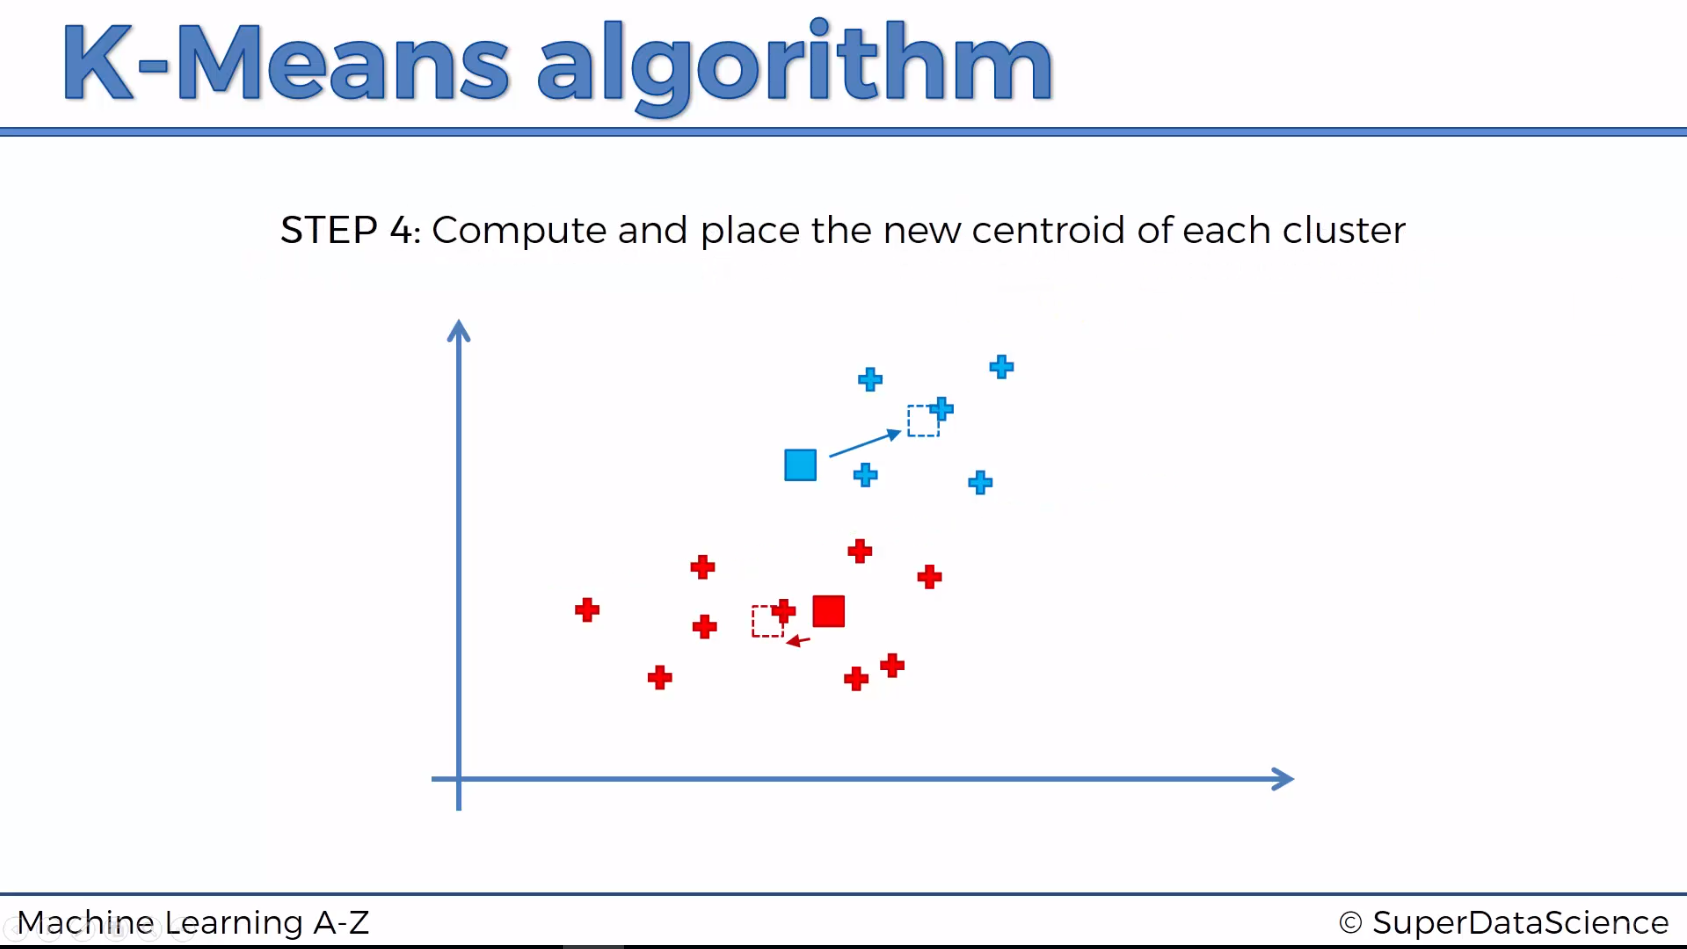 K-Means algorithm
STEP 4: Compute and place the new centroid of each cluster
Machine Learning A-Z
© SuperDataScience